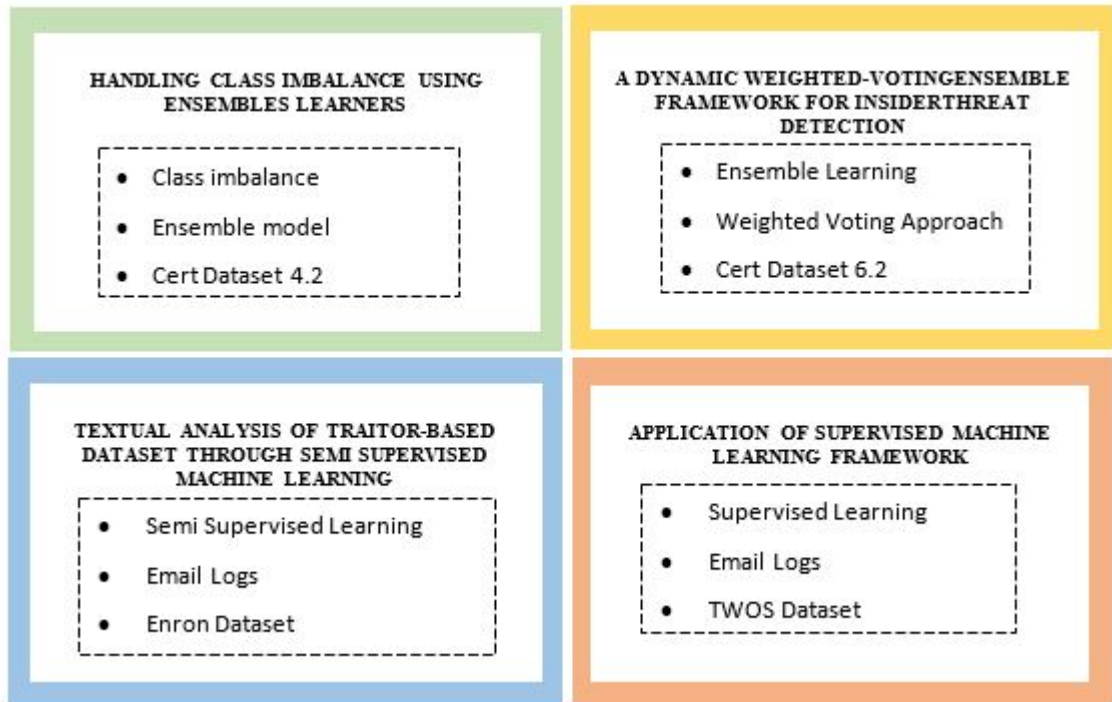 HANDLING CLASS IMBALANCE USING
ENSEMBLES LEARNERS
• Class imbalance
• Ensemble model
• Cert Dataset 4.2
A DYNAMIC WEIGHTED-VOTINGENSEMBLE
FRAMEWORK FOR INSIDERTHREAT
DETECTION
• Ensemble Learning
• Weighted Voting Approach
• Cert Dataset 6.2
TEXTUAL ANALYSIS OF TRAITOR-BASED
DATASET THROUGH SEMI SUPERVISED
MACHINE LEARNING
• Semi Supervised Learning
• Email Logs
• Enron Dataset
APPLICATION OF SUPERVISED MACHINE
LEARNING FRAMEWORK
• Supervised Learning
• Email Logs
• TWOS Dataset